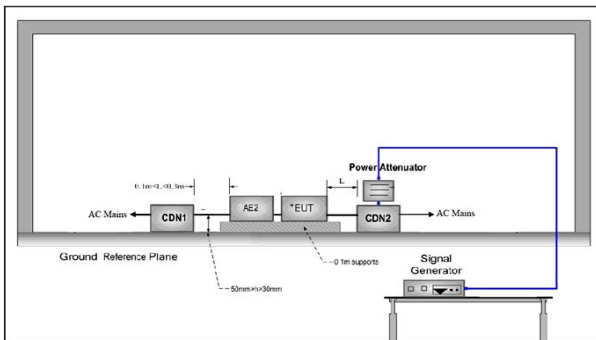 Power Attenuator
0.1m<L<0.3m
L
AC Mains
CDN1
AE2
*EUT
CDN2
AC Mains
Ground Reference Plane
0.1m supports
50mm>h>30mm
Signal
Generator